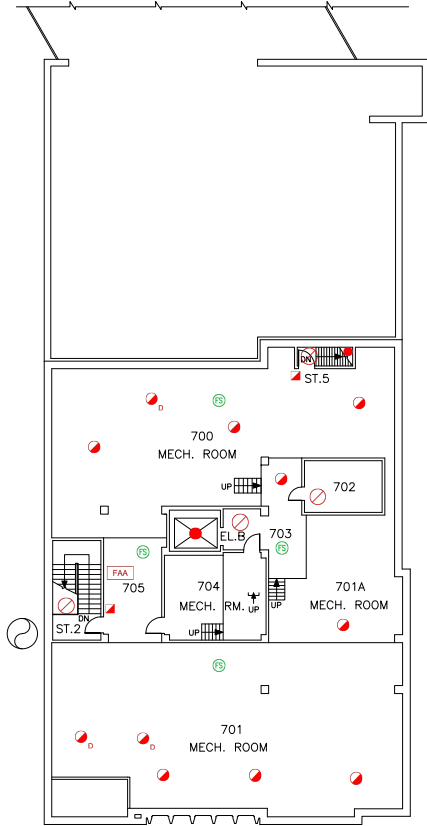 DN
ST.5
D
FS
700
MECH. ROOM
UP
702
EL.B
703
FS
FS
FAA
705
704
MECH. RM.
UP
UP
701A
MECH. ROOM
DN
ST.2
UP
FS
701
MECH. ROOM
D
D